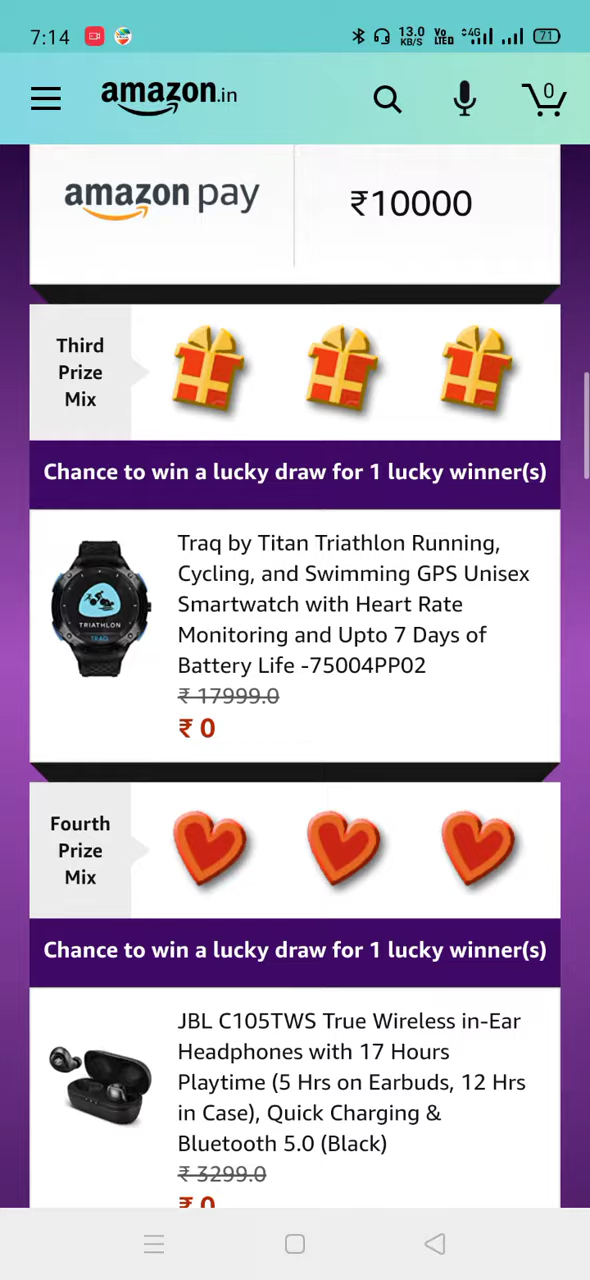 7:14
13.0
KB/S
Vo
LTED
4G
71
amazon.in
0
amazon pay
₹10000
Third
Prize
Mix
Chance to win a lucky draw for 1 lucky winner(s)
Traq by Titan Triathlon Running,
Cycling, and Swimming GPS Unisex
Smartwatch with Heart Rate
Monitoring and Upto 7 Days of
Battery Life -75004PP02
₹ 17999.0
₹ 0
TRIATHLON
TRAQ
Fourth
Prize
Mix
Chance to win a lucky draw for 1 lucky winner(s)
JBL C105TWS True Wireless in-Ear
Headphones with 17 Hours
Playtime (5 Hrs on Earbuds, 12 Hrs
in Case), Quick Charging &
Bluetooth 5.0 (Black)
₹ 3299.0
₹ 0